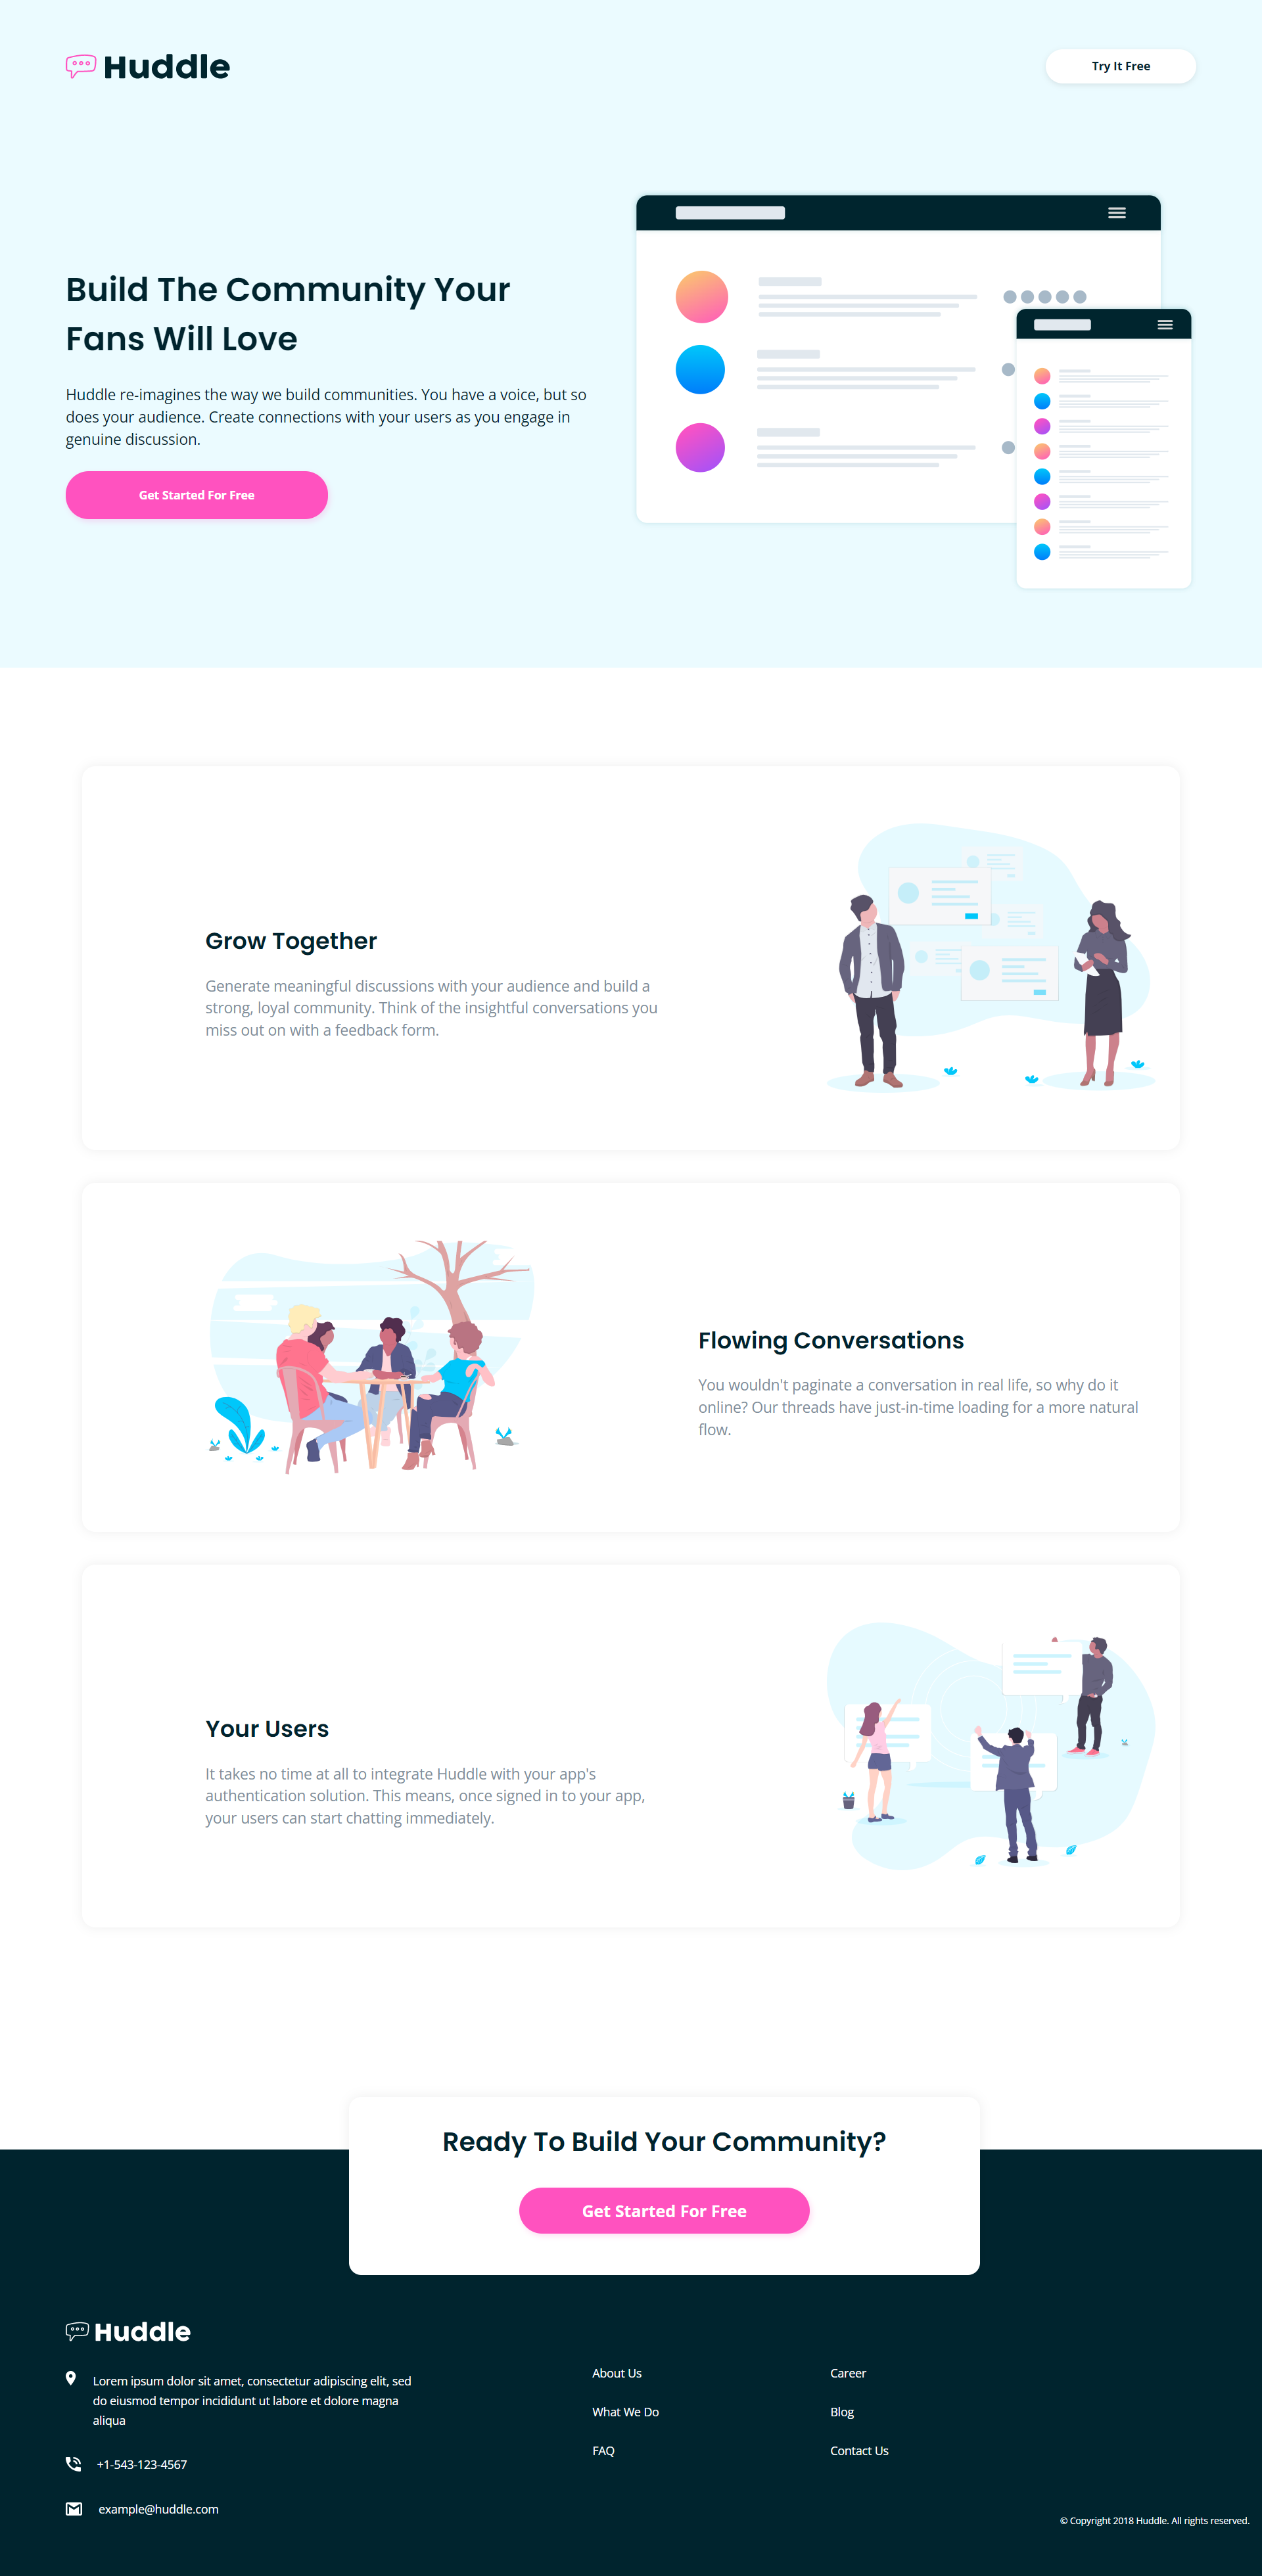 Huddle
Try It Free
Build The Community Your
Fans Will Love
Huddle re-imagines the way we build communities. You have a voice, but so
does your audience. Create connections with your users as you engage in
genuine discussion.
Get Started For Free
Grow Together
Generate meaningful discussions with your audience and build a
strong, loyal community. Think of the insightful conversations you
miss out on with a feedback form.
Flowing Conversations
You wouldn't paginate a conversation in real life, so why do it
online? Our threads have just-in-time loading for a more natural
flow.
Your Users
It takes no time at all to integrate Huddle with your app's
authentication solution. This means, once signed in to your app,
your users can start chatting immediately.
Ready To Build Your Community?
Get Started For Free
Huddle
Lorem ipsum dolor sit amet, consectetur adipiscing elit, sed
do eiusmod tempor incididunt ut labore et dolore magna
aliqua
+1-543-123-4567
example@huddle.com
About Us
What We Do
FAQ
Career
Blog
Contact Us
© Copyright 2018 Huddle. All rights reserved.